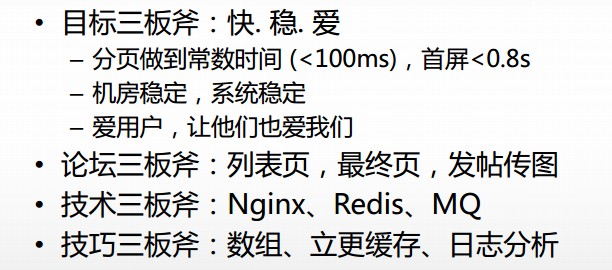 • 目标三板斧：快. 稳. 爱
– 分页做到常数时间 (<100ms)，首屏<0.8s
– 机房稳定，系统稳定
– 爱用户，让他们也爱我们
• 论坛三板斧：列表页，最终页，发帖传图
• 技术三板斧：Nginx、Redis、MQ
• 技巧三板斧：数组、立更缓存、日志分析